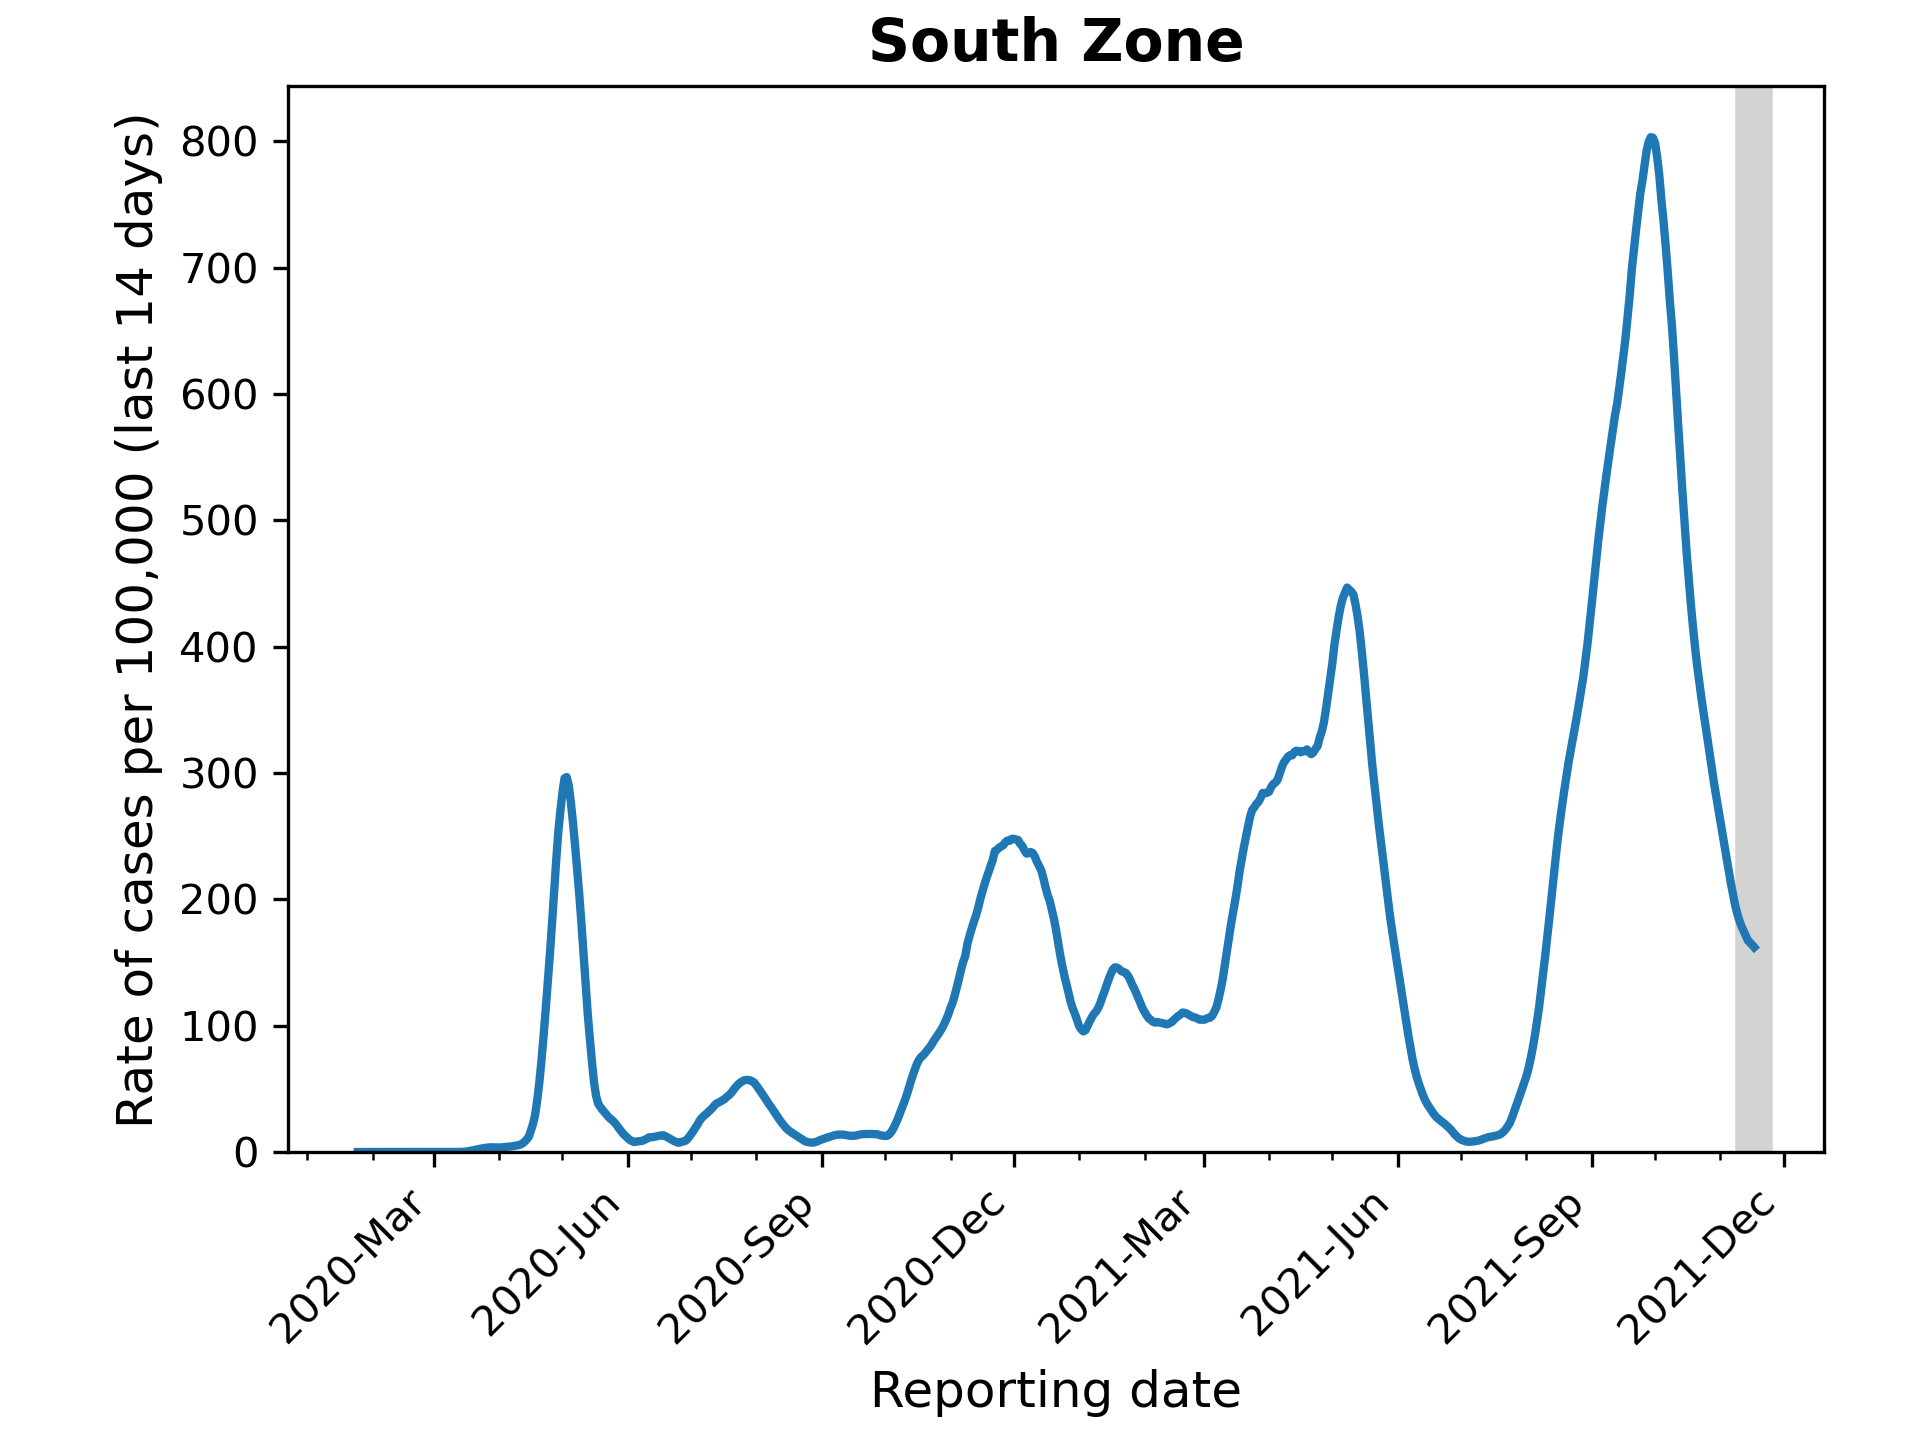 South Zone
Rate of cases per 100,000 (last 14 days)
800
700
600
500
400
300
200
100
0
2020-Mar
2020-Jun
2020-Sep
2020-Dec
2021-Mar
2021-Jun
2021-Sep
2021-Dec
Reporting date